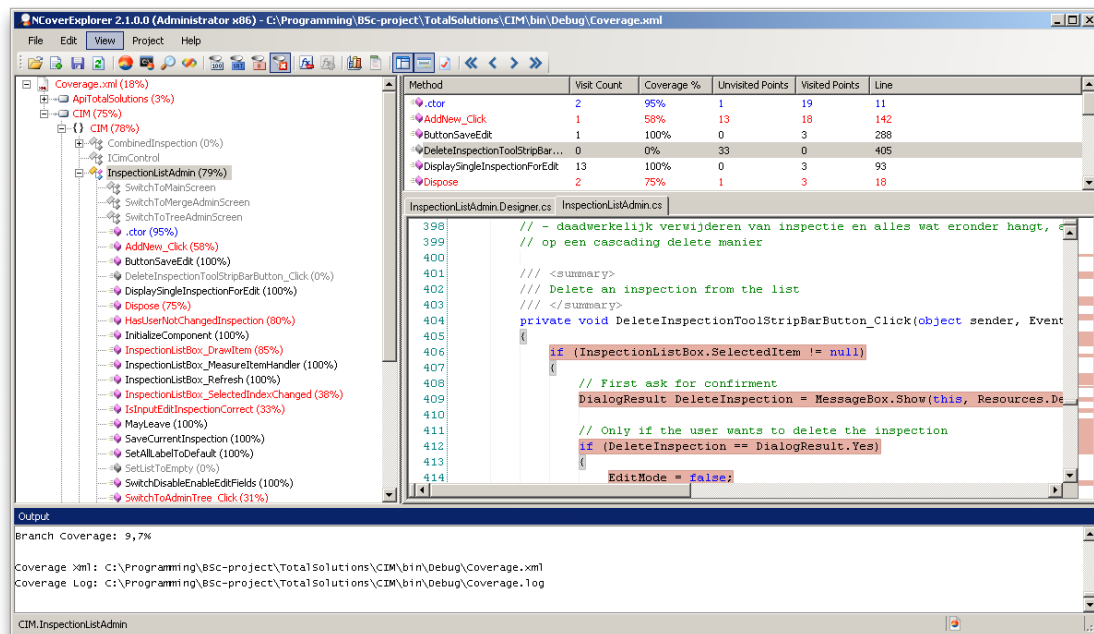 NCoverExplorer 2.1.0.0 (Administrator x86) - C:\Programming\BSc-project\TotalSolutions\CIM\bin\Debug\Coverage.xml
File Edit View Project Help
Coverage.xml (18%)
ApiTotalSolutions (3%)
CIM (75%)
{} CIM (78%)
CombinedInspection (0%)
ICimControl
InspectionListAdmin (79%)
SwitchToMainScreen
SwitchToMergeAdminScreen
SwitchToTreeAdminScreen
.ctor (95%)
AddNew_Click (58%)
ButtonSaveEdit (100%)
DeleteInspectionToolStripBarButton_Click (0%)
DisplaySingleInspectionForEdit (100%)
Dispose (75%)
HasUserNotChangedInspection (80%)
InitializeComponent (100%)
InspectionListBox_DrawItem (85%)
InspectionListBox_MeasureItemHandler (100%)
InspectionListBox_Refresh (100%)
InspectionListBox_SelectedIndexChanged (38%)
IsInputEditInspectionCorrect (33%)
MayLeave (100%)
SaveCurrentInspection (100%)
SetAllLabelToDefault (100%)
SetListToEmpty (0%)
SwitchDisableEnableEditFields (100%)
SwitchToAdminTree_Click (31%)
Method Visit Count Coverage % Unvisited Points Visited Points Line
.ctor 2 95% 1 19 11
AddNew_Click 1 58% 13 18 142
ButtonSaveEdit 1 100% 0 3 288
DeleteInspectionToolStripBar... 0 0% 33 0 405
DisplaySingleInspectionForEdit 13 100% 0 3 93
Dispose 2 75% 1 3 18
InspectionListAdmin.Designer.cs InspectionListAdmin.cs
398 // - daadwerkelijk verwijderen van inspectie en alles wat eronder hangt,
399 // op een cascading delete manier
400
401 /// <summary>
402 /// Delete an inspection from the list
403 /// </summary>
404 private void DeleteInspectionToolStripBarButton_Click(object sender, Event
405 {
406 if (InspectionListBox.SelectedItem != null)
407 {
408 // First ask for confirment
409 DialogResult DeleteInspection = MessageBox.Show(this, Resources.De
410
411 // Only if the user wants to delete the inspection
412 if (DeleteInspection == DialogResult.Yes)
413 {
414 EditMode = false;
Output
Branch Coverage: 9,7%
Coverage Xml: C:\Programming\BSc-project\TotalSolutions\CIM\bin\Debug\Coverage.xml
Coverage Log: C:\Programming\BSc-project\TotalSolutions\CIM\bin\Debug\Coverage.log
CIM.InspectionListAdmin